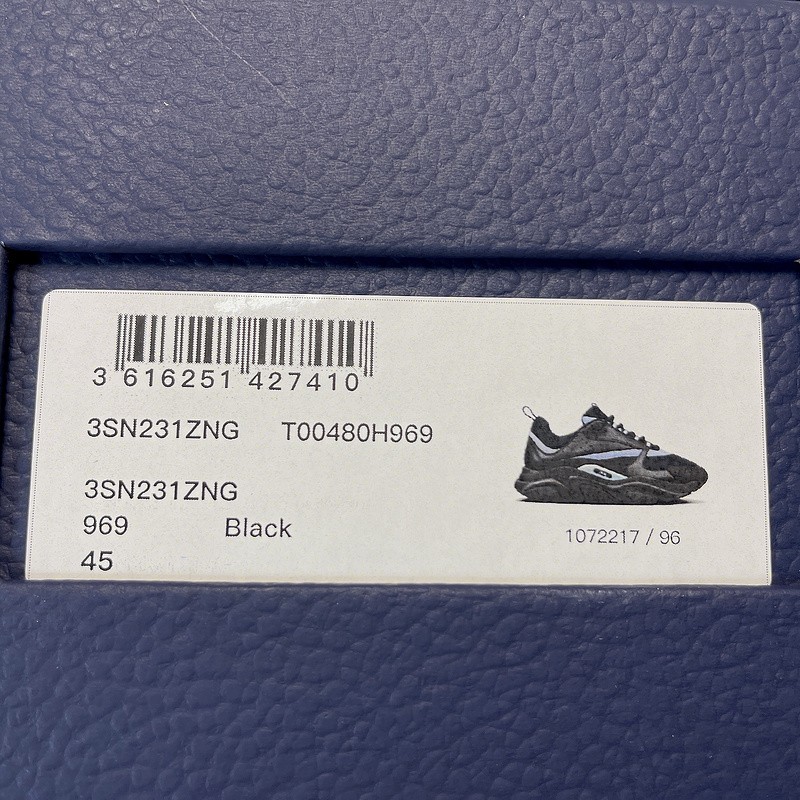 3 616251 427410
3SN231ZNG T00480H969
3SN231ZNG
969 Black
45
1072217 / 96